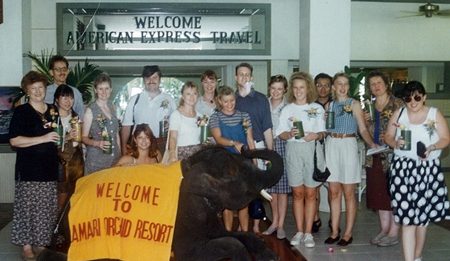 WELCOME
AMERICAN EXPRESS TRAVEL
WELCOME
TO
AMARI ORCHID RESORT